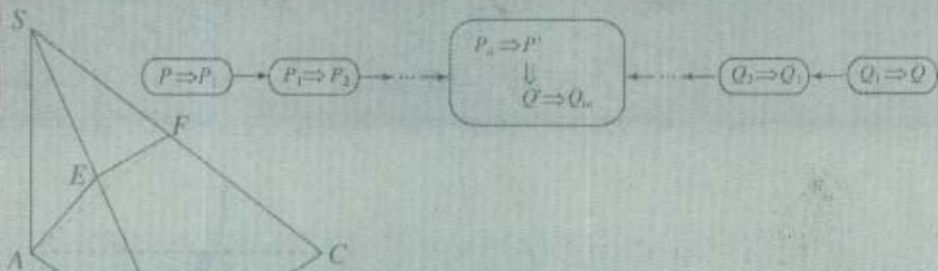 S
P⇒P₁
P₁⇒P₂
...
Pₙ⇒P'
⇓
Q'⇒Qₘ
...
Q₂⇒Q₁
Q₁⇒Q
F
E
A
C